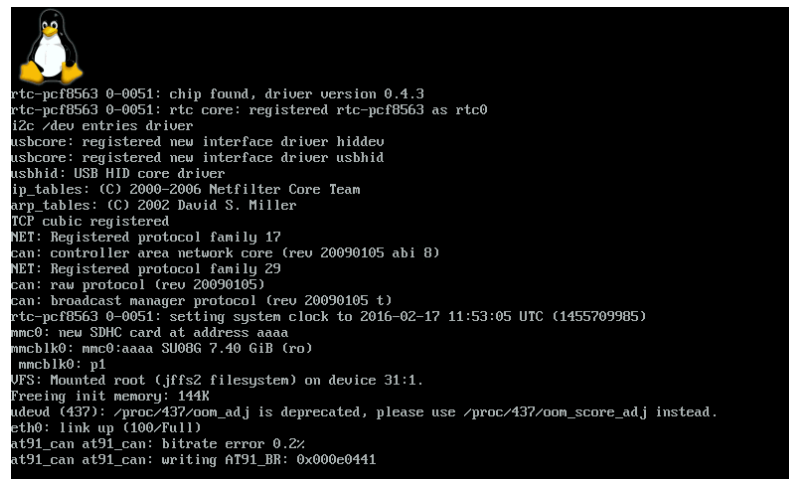 rtc-pcf8563 0-0051: chip found, driver version 0.4.3
rtc-pcf8563 0-0051: rtc core: registered rtc-pcf8563 as rtc0
i2c /dev entries driver
usbcore: registered new interface driver hiddev
usbcore: registered new interface driver usbhid
usbhid: USB HID core driver
ip_tables: (C) 2000-2006 Netfilter Core Team
arp_tables: (C) 2002 David S. Miller
TCP cubic registered
NET: Registered protocol family 17
can: controller area network core (rev 20090105 abi 8)
NET: Registered protocol family 29
can: raw protocol (rev 20090105)
can: broadcast manager protocol (rev 20090105 t)
rtc-pcf8563 0-0051: setting system clock to 2016-02-17 11:53:05 UTC (1455709985)
mmc0: new SDHC card at address aaaa
mmcblk0: mmc0:aaaa SU08G 7.40 GiB (ro)
mmcblk0: p1
VFS: Mounted root (jffs2 filesystem) on device 31:1.
Freeing init memory: 144K
udevd (437): /proc/437/oom_adj is deprecated, please use /proc/437/oom_score_adj instead.
eth0: link up (100/Full)
at91_can at91_can: bitrate error 0.2%
at91_can at91_can: writing AT91_BR: 0x000e0441